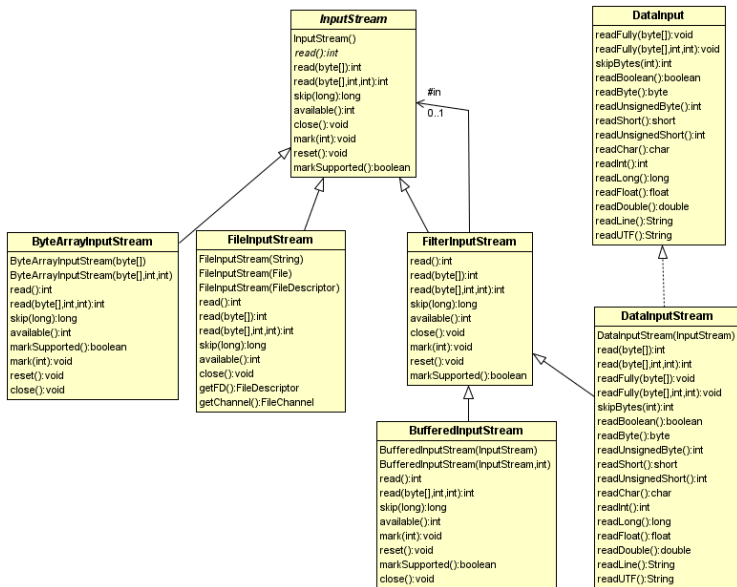 InputStream
InputStream()
read():int
read(byte[]):int
read(byte[],int,int):int
skip(long):long
available():int
close():void
mark(int):void
reset():void
markSupported():boolean
#in
0..1
DataInput
readFully(byte[]):void
readFully(byte[],int,int):void
skipBytes(int):int
readBoolean():boolean
readByte():byte
readUnsignedByte():int
readShort():short
readUnsignedShort():int
readChar():char
readInt():int
readLong():long
readFloat():float
readDouble():double
readLine():String
readUTF():String
ByteArrayInputStream
ByteArrayInputStream(byte[])
ByteArrayInputStream(byte[],int,int)
read():int
read(byte[],int,int):int
skip(long):long
available():int
markSupported():boolean
mark(int):void
reset():void
close():void
FileInputStream
FileInputStream(String)
FileInputStream(File)
FileInputStream(FileDescriptor)
read():int
read(byte[]):int
read(byte[],int,int):int
skip(long):long
available():int
close():void
getFD():FileDescriptor
getChannel():FileChannel
FilterInputStream
read():int
read(byte[]):int
read(byte[],int,int):int
skip(long):long
available():int
close():void
mark(int):void
reset():void
markSupported():boolean
DataInputStream
DataInputStream(InputStream)
read(byte[]):int
read(byte[],int,int):int
readFully(byte[]):void
readFully(byte[],int,int):void
skipBytes(int):int
readBoolean():boolean
readByte():byte
readUnsignedByte():int
readShort():short
readUnsignedShort():int
readChar():char
readInt():int
readLong():long
readFloat():float
readDouble():double
readLine():String
readUTF():String
BufferedInputStream
BufferedInputStream(InputStream)
BufferedInputStream(InputStream,int)
read():int
read(byte[],int,int):int
skip(long):long
available():int
mark(int):void
reset():void
markSupported():boolean
close():void